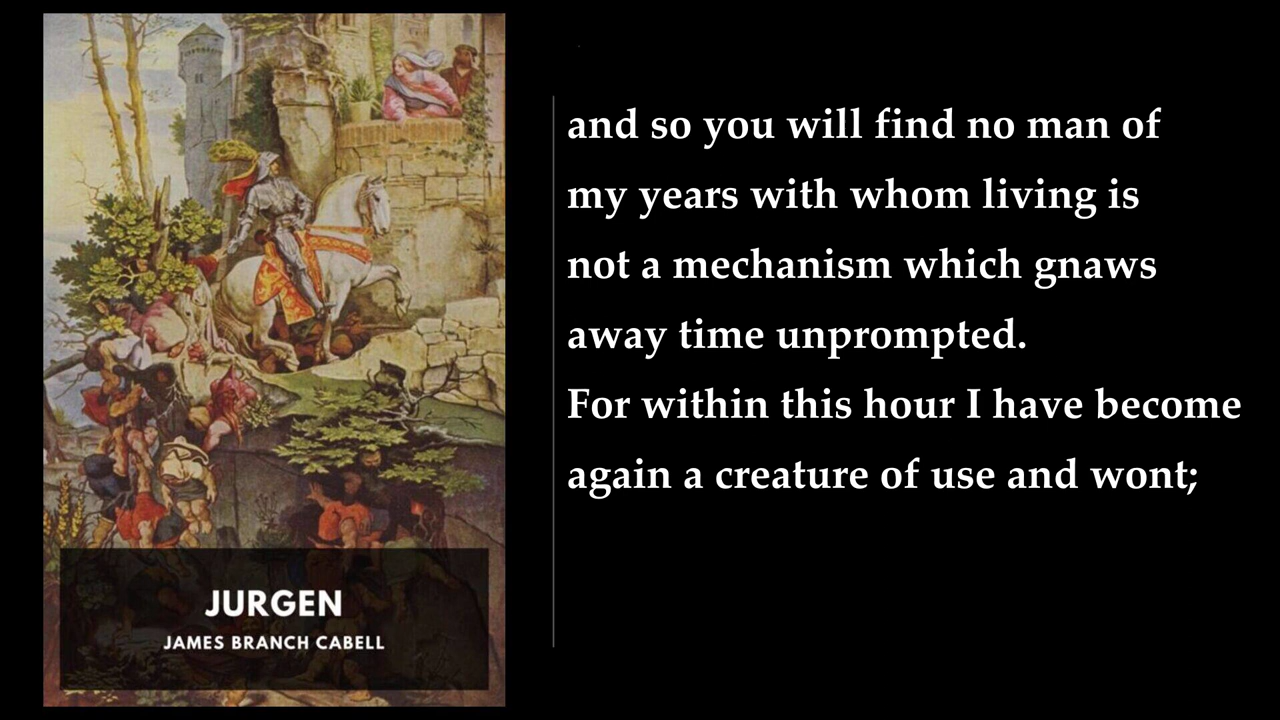 and so you will find no man of
my years with whom living is
not a mechanism which gnaws
away time unprompted.
For within this hour I have become
again a creature of use and wont;
JURGEN
JAMES BRANCH CABELL